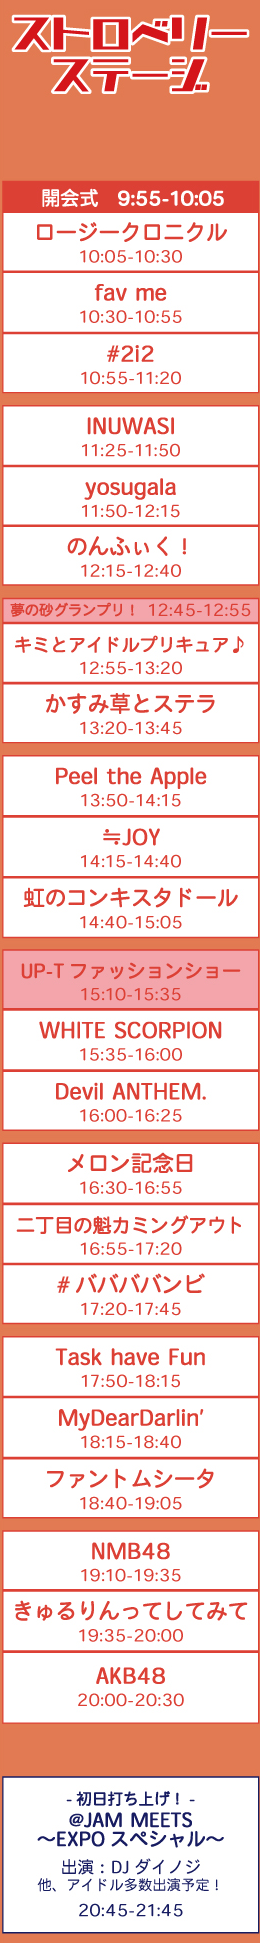 ストロベリー
ステージ
開会式 9:55-10:05
ロージークロニクル
10:05-10:30
fav me
10:30-10:55
#2i2
10:55-11:20
INUWASI
11:25-11:50
yosugala
11:50-12:15
のんふぃく！
12:15-12:40
夢の砂グランプリ！ 12:45-12:55
キミとアイドルプリキュア♪
12:55-13:20
かすみ草とステラ
13:20-13:45
Peel the Apple
13:50-14:15
≒JOY
14:15-14:40
虹のコンキスタドール
14:40-15:05
UP-Tファッションショー
15:10-15:35
WHITE SCORPION
15:35-16:00
Devil ANTHEM.
16:00-16:25
メロン記念日
16:30-16:55
二丁目の魁カミングアウト
16:55-17:20
#ババババンビ
17:20-17:45
Task have Fun
17:50-18:15
MyDearDarlin'
18:15-18:40
ファントムシータ
18:40-19:05
NMB48
19:10-19:35
きゅるりんってしてみて
19:35-20:00
AKB48
20:00-20:30
- 初日打ち上げ！ -
@JAM MEETS
〜EXPOスペシャル〜
出演：DJダイノジ
他、アイドル多数出演予定！
20:45-21:45